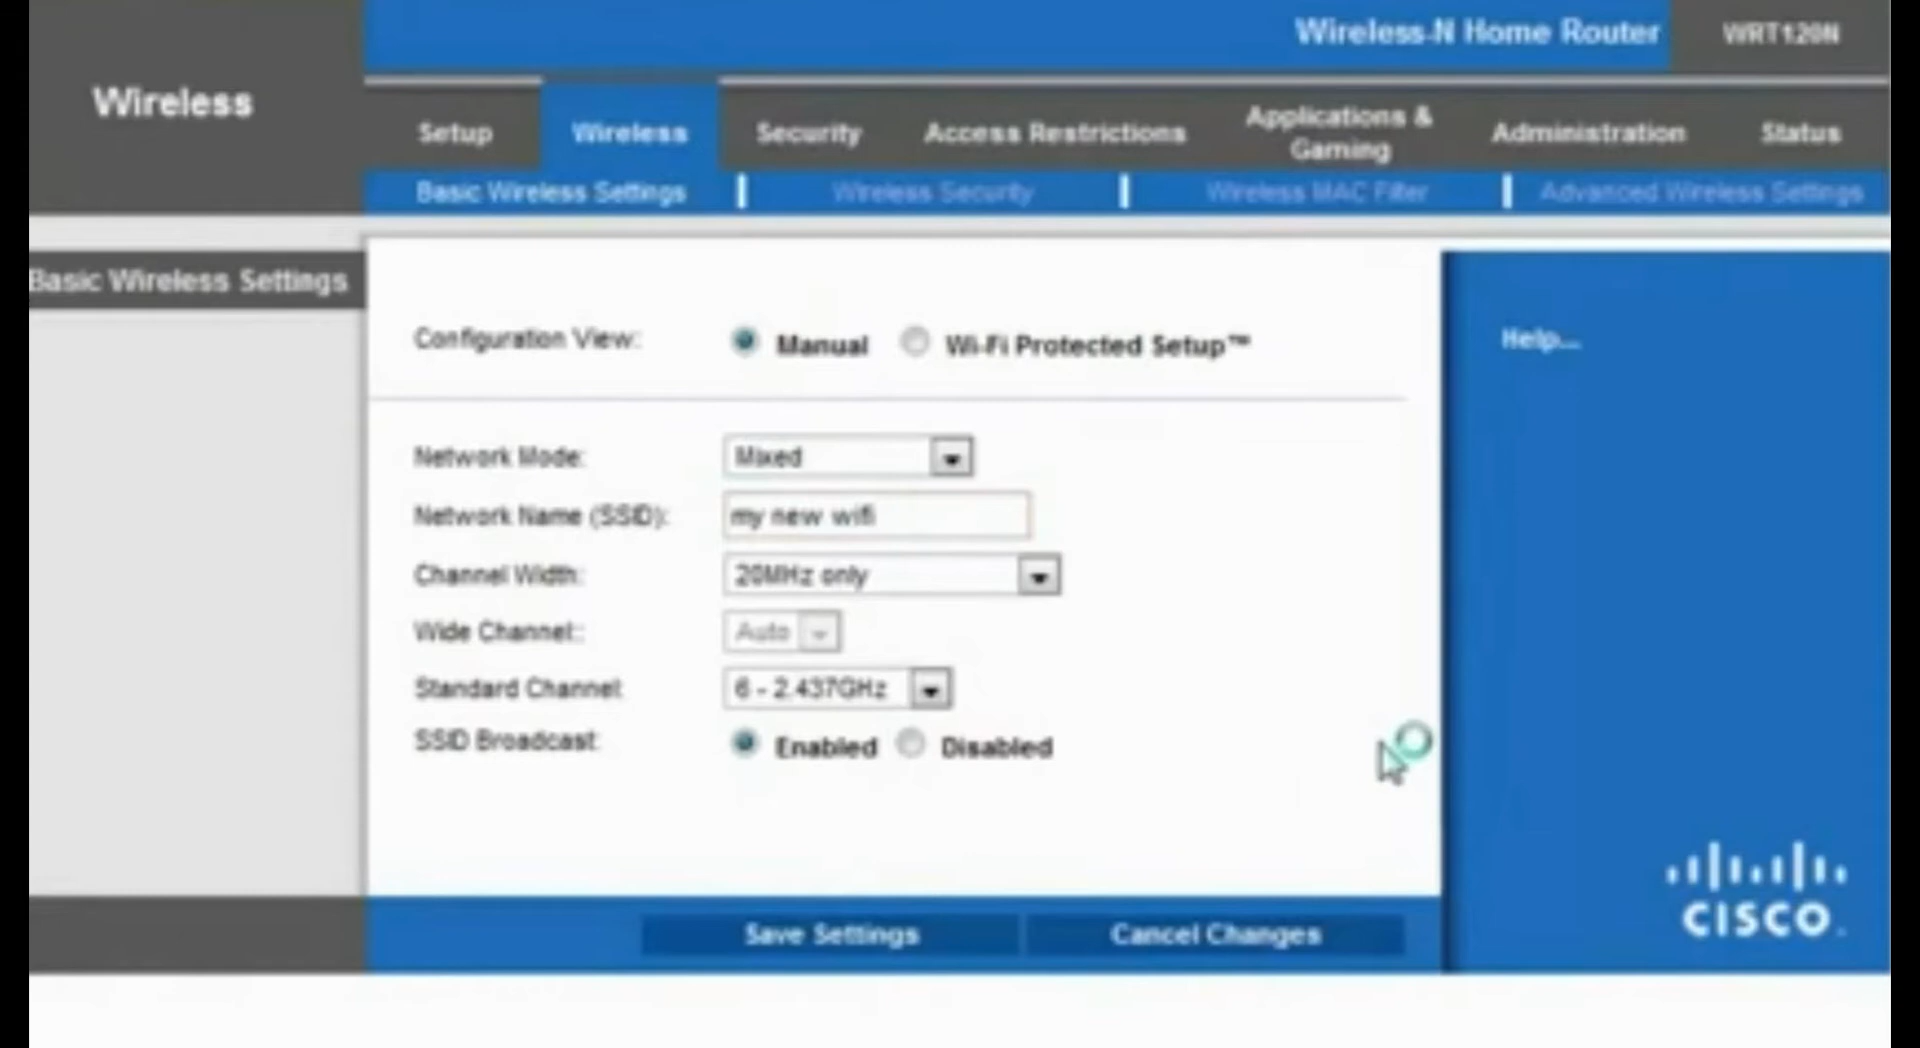 Wireless-N Home Router WRT120N
Wireless
Setup Wireless Security Access Restrictions Applications & Gaming Administration Status
Basic Wireless Settings Wireless Security Wireless MAC Filter Advanced Wireless Settings
Basic Wireless Settings
Configuration View: Manual Wi-Fi Protected Setup™
Help...
Network Mode: Mixed
Network Name (SSID): my new wifi
Channel Width: 20MHz only
Wide Channel:: Auto
Standard Channel: 6 - 2.437GHz
SSID Broadcast: Enabled Disabled
Save Settings Cancel Changes
CISCO.